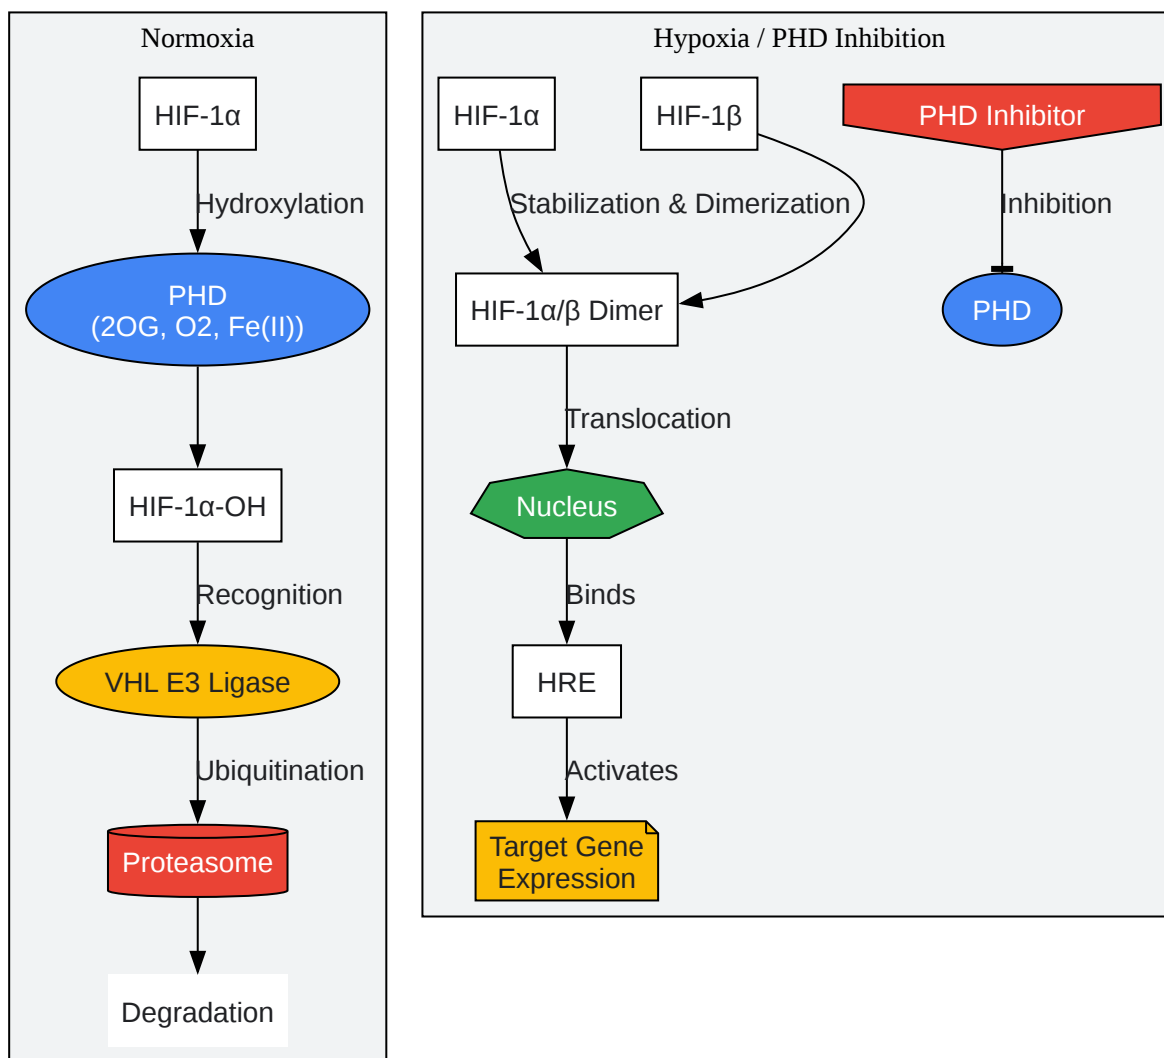 Normoxia
HIF-1α
Hydroxylation
PHD
(2OG, O2, Fe(II))
HIF-1α-OH
Recognition
VHL E3 Ligase
Ubiquitination
Proteasome
Degradation
Hypoxia / PHD Inhibition
HIF-1α
HIF-1β
PHD Inhibitor
Stabilization & Dimerization
Inhibition
HIF-1α/β Dimer
PHD
Translocation
Nucleus
Binds
HRE
Activates
Target Gene
Expression